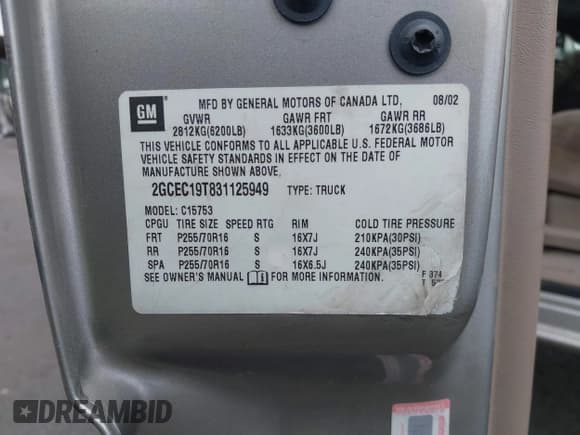 GM
MFD BY GENERAL MOTORS OF CANADA LTD, 08/02
GVWR GAWR FRT GAWR RR
2812KG(6200LB) 1633KG(3600LB) 1672KG(3686LB)
THIS VEHICLE CONFORMS TO ALL APPLICABLE U.S. FEDERAL MOTOR
VEHICLE SAFETY STANDARDS IN EFFECT ON THE DATE OF
MANUFACTURE SHOWN ABOVE.
2GCEC19T831125949 TYPE: TRUCK
MODEL: C15753
CPGU TIRE SIZE SPEED RTG RIM COLD TIRE PRESSURE
FRT P255/70R16 S 16X7J 210KPA(30PSI)
RR P255/70R16 S 16X7J 240KPA(35PSI)
SPA P255/70R16 S 16X6.5J 240KPA(35PSI)
SEE OWNER'S MANUAL FOR MORE INFORMATION.
F 374
T
DREAMBID